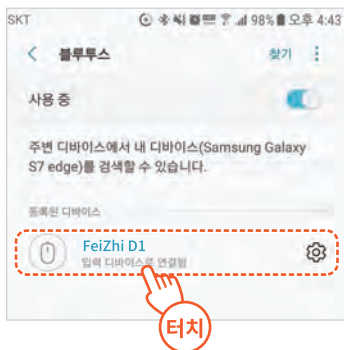 SKT 98% 오후 4:43
블루투스 찾기
사용 중
주변 디바이스에서 내 디바이스(Samsung Galaxy
S7 edge)를 검색할 수 있습니다.
등록된 디바이스
FeiZhi D1
입력 디바이스로 연결됨
터치